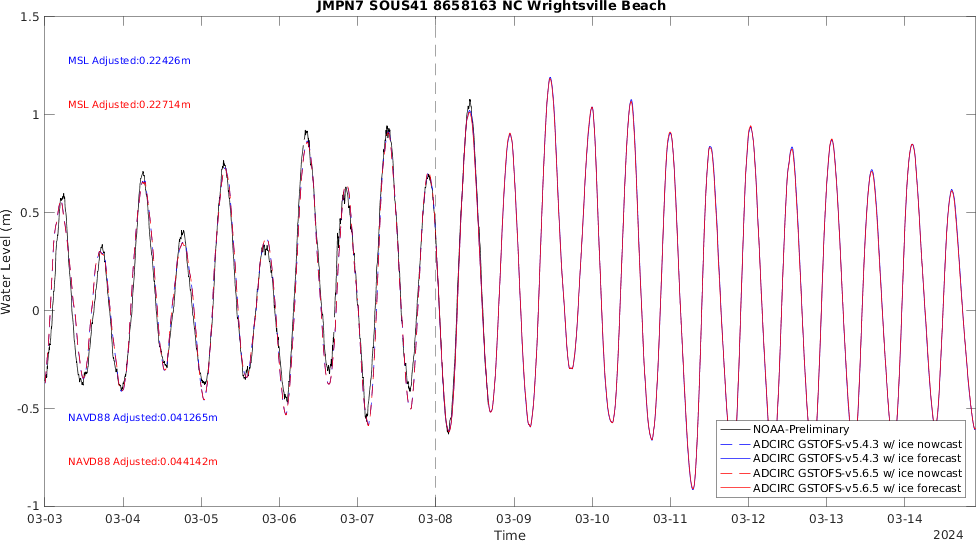 JMPN7 SOUS41 8658163 NC Wrightsville Beach
1.5
1
0.5
0
-0.5
-1
Water Level (m)
MSL Adjusted:0.22426m
MSL Adjusted:0.22714m
NAVD88 Adjusted:0.041265m
NAVD88 Adjusted:0.044142m
NOAA-Preliminary
ADCIRC GSTOFS-v5.4.3 w/ ice nowcast
ADCIRC GSTOFS-v5.4.3 w/ ice forecast
ADCIRC GSTOFS-v5.6.5 w/ ice nowcast
ADCIRC GSTOFS-v5.6.5 w/ ice forecast
03-03 03-04 03-05 03-06 03-07 03-08 03-09 03-10 03-11 03-12 03-13 03-14
Time
2024